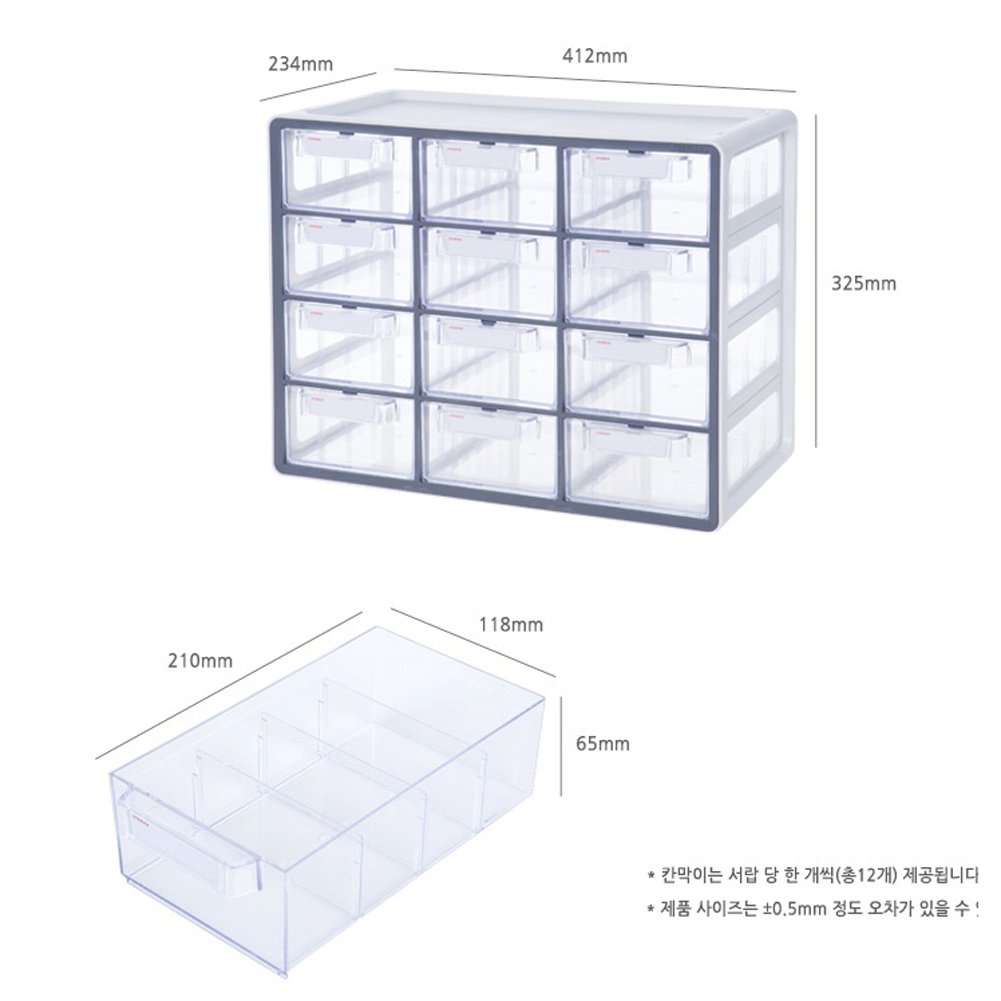 234mm
412mm
325mm
118mm
210mm
65mm
* 칸막이는 서랍 당 한 개씩(총12개) 제공됩니다
* 제품 사이즈는 ±0.5mm 정도 오차가 있을 수